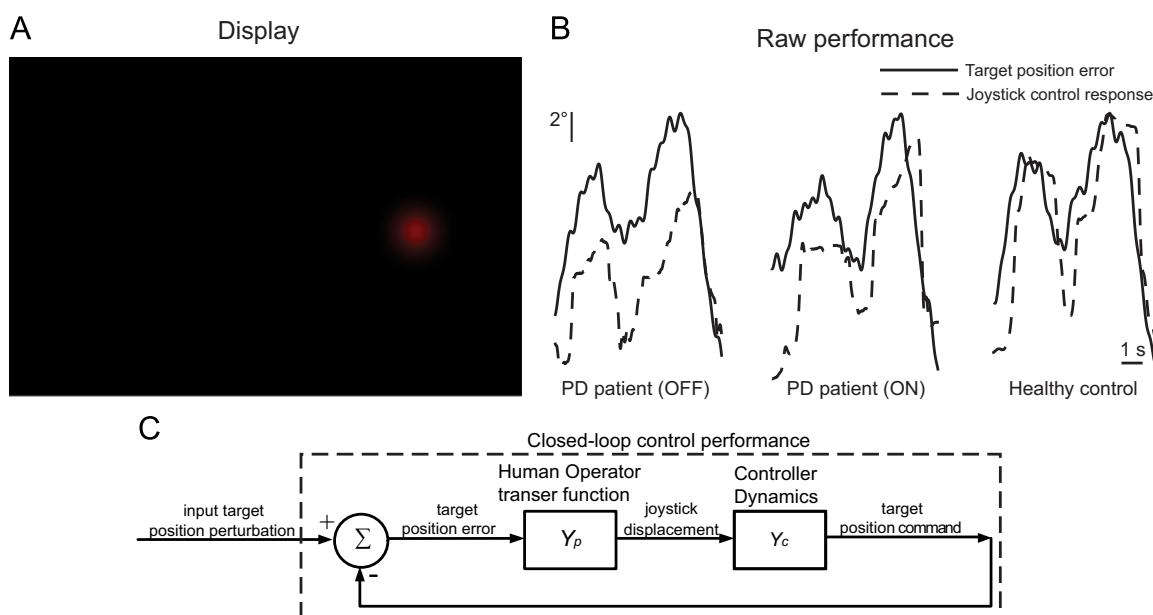 A
Display
B
Raw performance
Target position error
Joystick control response
2°
1 s
PD patient (OFF)
PD patient (ON)
Healthy control
C
Closed-loop control performance
Human Operator
transer function
Controller
Dynamics
input target
position perturbation
+
Σ
-
target
position error
Yp
joystick
displacement
Yc
target
position command